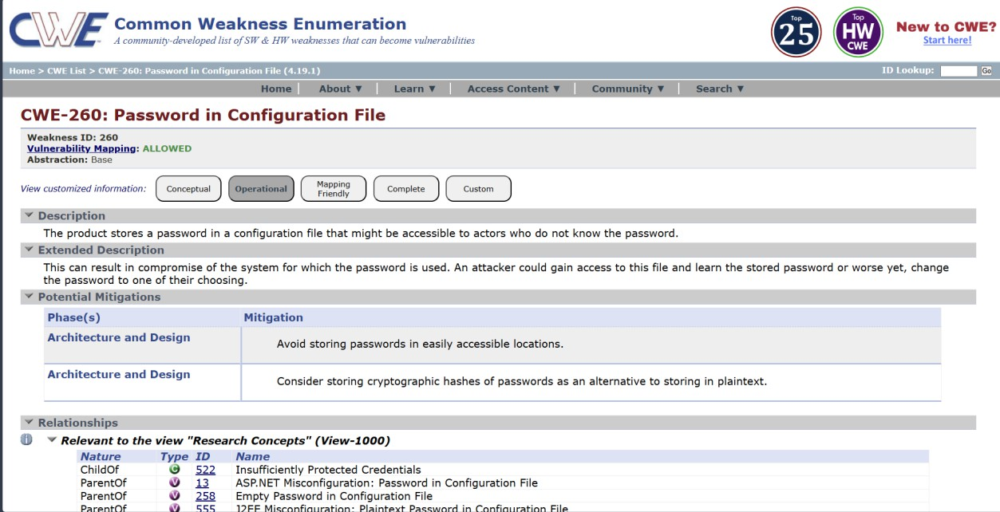 CWE
Common Weakness Enumeration
A community-developed list of SW & HW weaknesses that can become vulnerabilities
Top
25
Top
HW
CWE
New to CWE?
Start here!
Home > CWE List > CWE-260: Password in Configuration File (4.19.1)
ID Lookup:
Go
Home
About ▼
Learn ▼
Access Content ▼
Community ▼
Search ▼
CWE-260: Password in Configuration File
Weakness ID: 260
Vulnerability Mapping: ALLOWED
Abstraction: Base
View customized information:
Conceptual
Operational
Mapping
Friendly
Complete
Custom
Description
The product stores a password in a configuration file that might be accessible to actors who do not know the password.
Extended Description
This can result in compromise of the system for which the password is used. An attacker could gain access to this file and learn the stored password or worse yet, change
the password to one of their choosing.
Potential Mitigations
Phase(s) Mitigation
Architecture and Design
Avoid storing passwords in easily accessible locations.
Architecture and Design
Consider storing cryptographic hashes of passwords as an alternative to storing in plaintext.
Relationships
Relevant to the view "Research Concepts" (View-1000)
Nature Type ID Name
ChildOf C 522 Insufficiently Protected Credentials
ParentOf V 13 ASP.NET Misconfiguration: Password in Configuration File
ParentOf V 258 Empty Password in Configuration File
ParentOf V 555 J2EE Misconfiguration: Plaintext Password in Configuration File